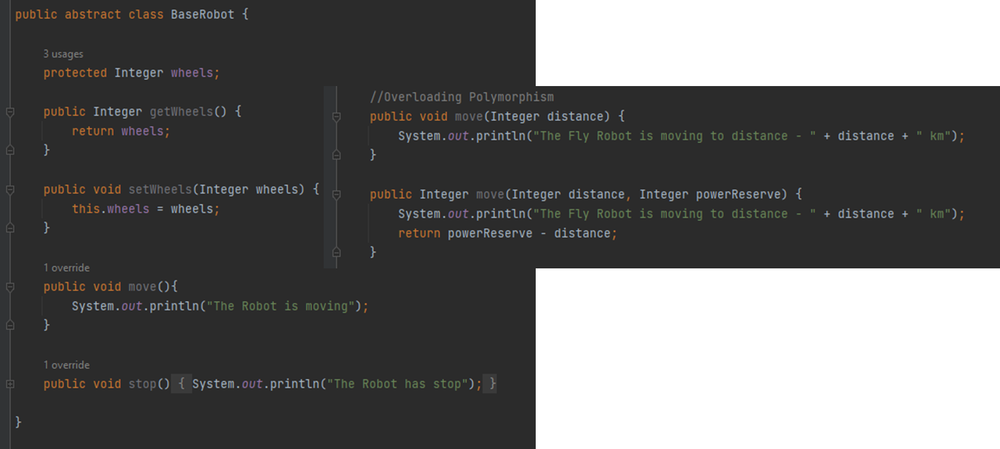 public abstract class BaseRobot {
3 usages
protected Integer wheels;
public Integer getWheels() {
return wheels;
}
public void setWheels(Integer wheels) {
this.wheels = wheels;
}
1 override
public void move(){
System.out.println("The Robot is moving");
}
1 override
public void stop() { System.out.println("The Robot has stop"); }
}
//Overloading Polymorphism
public void move(Integer distance) {
System.out.println("The Fly Robot is moving to distance - " + distance + " km");
}
public Integer move(Integer distance, Integer powerReserve) {
System.out.println("The Fly Robot is moving to distance - " + distance + " km");
return powerReserve - distance;
}